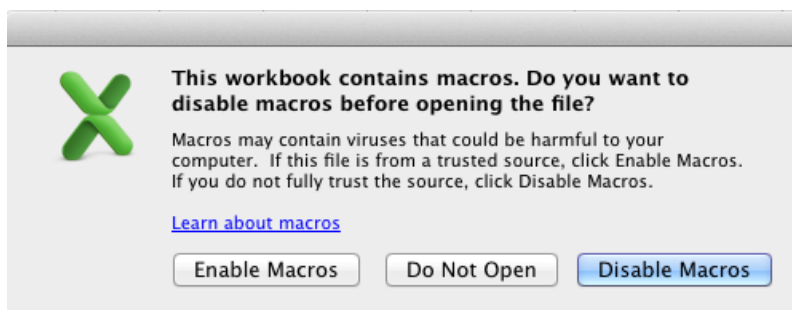 This workbook contains macros. Do you want to
disable macros before opening the file?
Macros may contain viruses that could be harmful to your
computer.  If this file is from a trusted source, click Enable Macros.
If you do not fully trust the source, click Disable Macros.
Learn about macros
Enable Macros
Do Not Open
Disable Macros